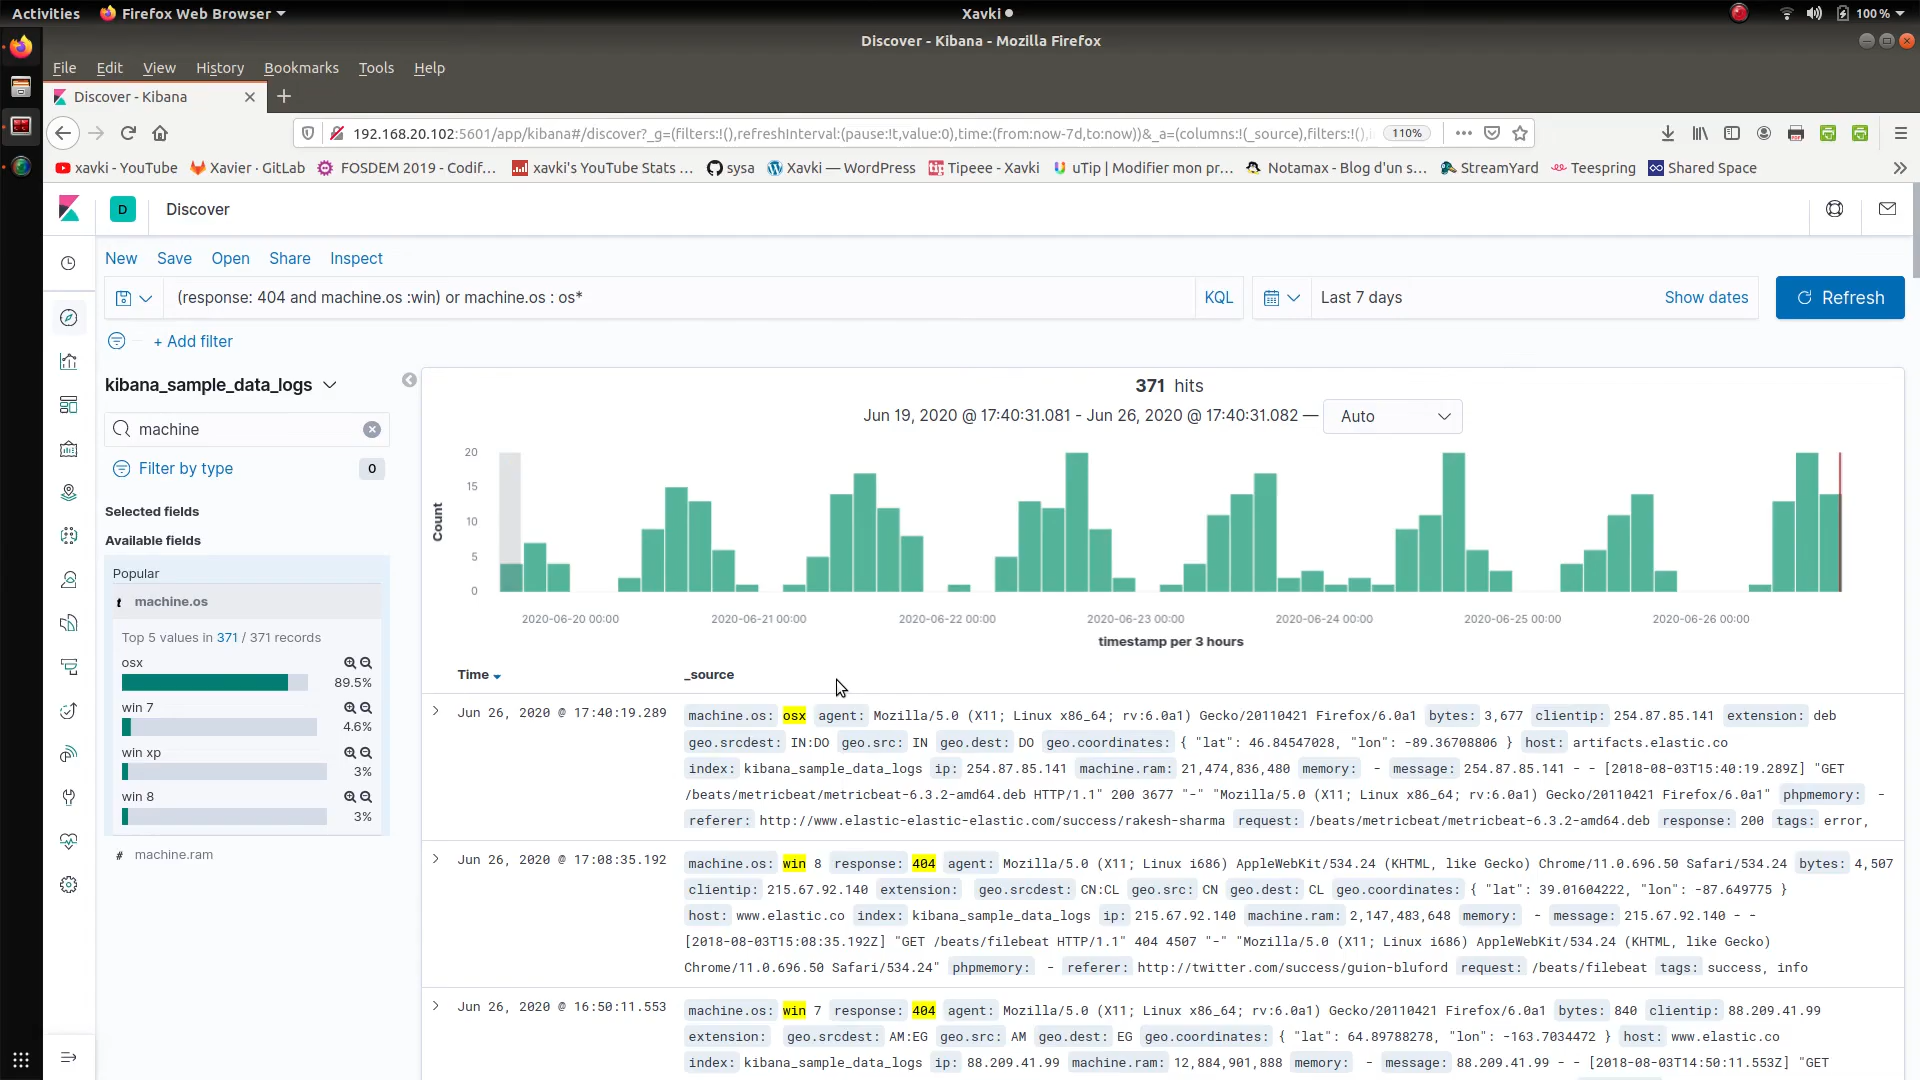 Activities Firefox Web Browser Xavki 100 %
Discover - Kibana - Mozilla Firefox
File Edit View History Bookmarks Tools Help
Discover - Kibana
192.168.20.102:5601/app/kibana#/discover?_g=(filters:!(),refreshInterval:(pause:!t,value:0),time:(from:now-7d,to:now))&_a=(columns:!(_source),filters:!(),i 110%
xavki - YouTube Xavier · GitLab FOSDEM 2019 - Codif... xavki's YouTube Stats ... sysa Xavki — WordPress Tipeee - Xavki uTip | Modifier mon pr... Notamax - Blog d'un s... StreamYard Teespring Shared Space
D Discover
New Save Open Share Inspect
(response: 404 and machine.os :win) or machine.os : os* KQL Last 7 days Show dates Refresh
+ Add filter
kibana_sample_data_logs
machine
Filter by type 0
Selected fields
Available fields
Popular
t machine.os
Top 5 values in 371 / 371 records
osx
89.5%
win 7
4.6%
win xp
3%
win 8
3%
# machine.ram
371 hits
Jun 19, 2020 @ 17:40:31.081 - Jun 26, 2020 @ 17:40:31.082 — Auto
Count
20
15
10
5
0
2020-06-20 00:00 2020-06-21 00:00 2020-06-22 00:00 2020-06-23 00:00 2020-06-24 00:00 2020-06-25 00:00 2020-06-26 00:00
timestamp per 3 hours
Time _source
Jun 26, 2020 @ 17:40:19.289 machine.os: osx agent: Mozilla/5.0 (X11; Linux x86_64; rv:6.0a1) Gecko/20110421 Firefox/6.0a1 bytes: 3,677 clientip: 254.87.85.141 extension: deb
geo.srcdest: IN:DO geo.src: IN geo.dest: DO geo.coordinates: { "lat": 46.84547028, "lon": -89.36708806 } host: artifacts.elastic.co
index: kibana_sample_data_logs ip: 254.87.85.141 machine.ram: 21,474,836,480 memory: - message: 254.87.85.141 - - [2018-08-03T15:40:19.289Z] "GET
/beats/metricbeat/metricbeat-6.3.2-amd64.deb HTTP/1.1" 200 3677 "-" "Mozilla/5.0 (X11; Linux x86_64; rv:6.0a1) Gecko/20110421 Firefox/6.0a1" phpmemory: -
referer: http://www.elastic-elastic-elastic.com/success/rakesh-sharma request: /beats/metricbeat/metricbeat-6.3.2-amd64.deb response: 200 tags: error,
Jun 26, 2020 @ 17:08:35.192 machine.os: win 8 response: 404 agent: Mozilla/5.0 (X11; Linux i686) AppleWebKit/534.24 (KHTML, like Gecko) Chrome/11.0.696.50 Safari/534.24 bytes: 4,507
clientip: 215.67.92.140 extension: geo.srcdest: CN:CL geo.src: CN geo.dest: CL geo.coordinates: { "lat": 39.01604222, "lon": -87.649775 }
host: www.elastic.co index: kibana_sample_data_logs ip: 215.67.92.140 machine.ram: 2,147,483,648 memory: - message: 215.67.92.140 - -
[2018-08-03T15:08:35.192Z] "GET /beats/filebeat HTTP/1.1" 404 4507 "-" "Mozilla/5.0 (X11; Linux i686) AppleWebKit/534.24 (KHTML, like Gecko)
Chrome/11.0.696.50 Safari/534.24" phpmemory: - referer: http://twitter.com/success/guion-bluford request: /beats/filebeat tags: success, info
Jun 26, 2020 @ 16:50:11.553 machine.os: win 7 response: 404 agent: Mozilla/5.0 (X11; Linux x86_64; rv:6.0a1) Gecko/20110421 Firefox/6.0a1 bytes: 840 clientip: 88.209.41.99
extension: geo.srcdest: AM:EG geo.src: AM geo.dest: EG geo.coordinates: { "lat": 64.89788278, "lon": -163.7034472 } host: www.elastic.co
index: kibana_sample_data_logs ip: 88.209.41.99 machine.ram: 12,884,901,888 memory: - message: 88.209.41.99 - - [2018-08-03T14:50:11.553Z] "GET